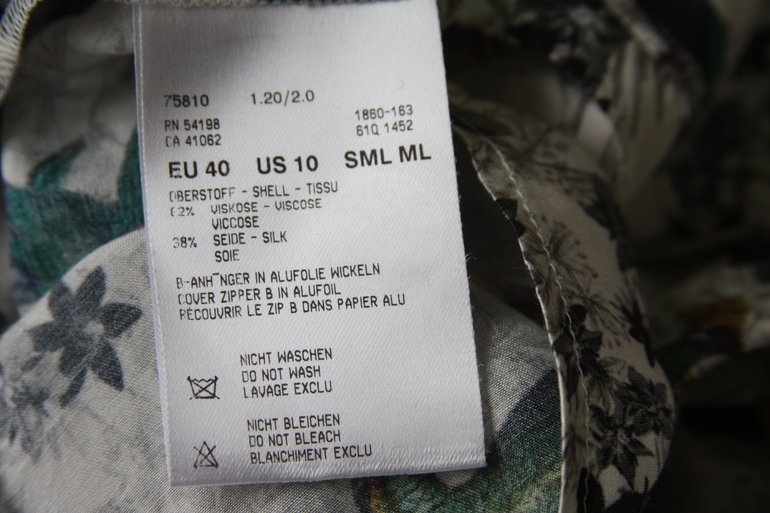 75810 1.20/2.0
RN 54198 1860-163
CA 41062 61Q 1452
EU 40 US 10 SML ML
OBERSTOFF - SHELL - TISSU
62% VISKOSE - VISCOSE
VICCOSE
38% SEIDE - SILK
SOIE
B-ANH¯NGER IN ALUFOLIE WICKELN
COVER ZIPPER B IN ALUFOIL
RECOUVRIR LE ZIP B DANS PAPIER ALU
NICHT WASCHEN
DO NOT WASH
LAVAGE EXCLU
NICHT BLEICHEN
DO NOT BLEACH
BLANCHIMENT EXCLU